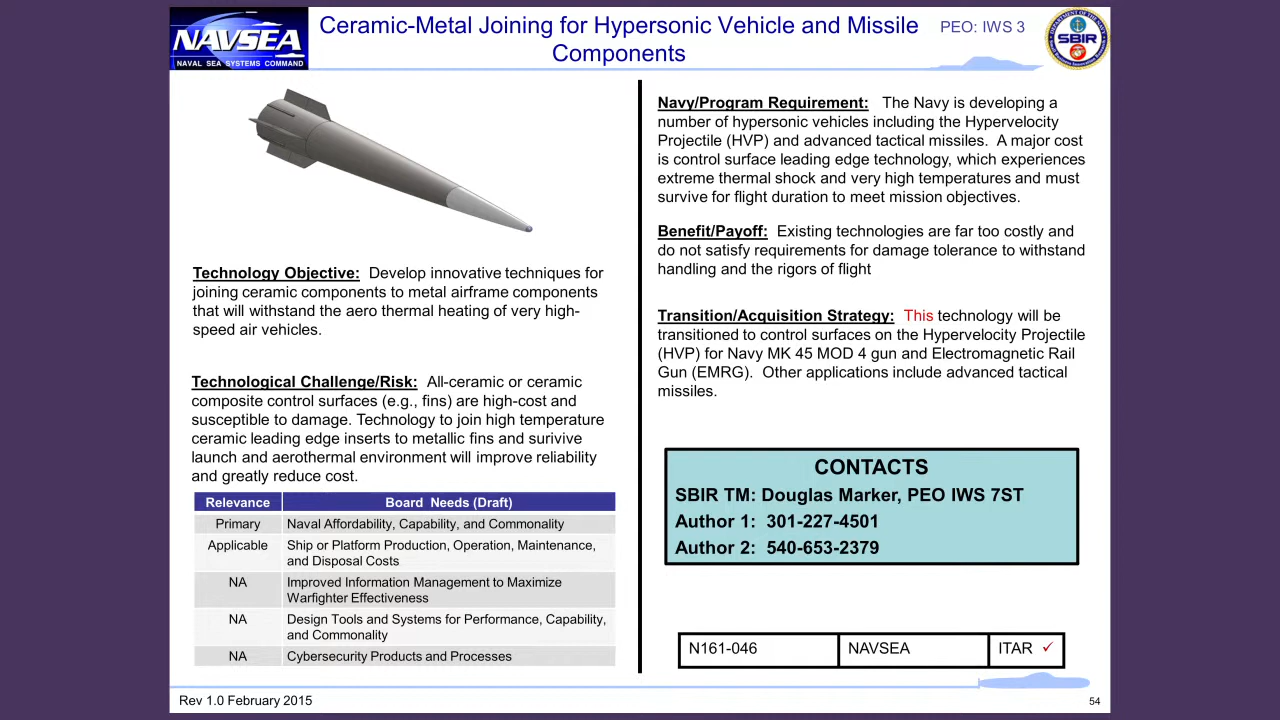 NAVSEA
NAVAL SEA SYSTEMS COMMAND
Ceramic-Metal Joining for Hypersonic Vehicle and Missile
Components
PEO: IWS 3
SBIR
Technology Objective: Develop innovative techniques for
joining ceramic components to metal airframe components
that will withstand the aero thermal heating of very high-
speed air vehicles.
Technological Challenge/Risk: All-ceramic or ceramic
composite control surfaces (e.g., fins) are high-cost and
susceptible to damage. Technology to join high temperature
ceramic leading edge inserts to metallic fins and surivive
launch and aerothermal environment will improve reliability
and greatly reduce cost.
Relevance Board Needs (Draft)
Primary Naval Affordability, Capability, and Commonality
Applicable Ship or Platform Production, Operation, Maintenance,
and Disposal Costs
NA Improved Information Management to Maximize
Warfighter Effectiveness
NA Design Tools and Systems for Performance, Capability,
and Commonality
NA Cybersecurity Products and Processes
Navy/Program Requirement: The Navy is developing a
number of hypersonic vehicles including the Hypervelocity
Projectile (HVP) and advanced tactical missiles. A major cost
is control surface leading edge technology, which experiences
extreme thermal shock and very high temperatures and must
survive for flight duration to meet mission objectives.
Benefit/Payoff: Existing technologies are far too costly and
do not satisfy requirements for damage tolerance to withstand
handling and the rigors of flight
Transition/Acquisition Strategy: This technology will be
transitioned to control surfaces on the Hypervelocity Projectile
(HVP) for Navy MK 45 MOD 4 gun and Electromagnetic Rail
Gun (EMRG). Other applications include advanced tactical
missiles.
CONTACTS
SBIR TM: Douglas Marker, PEO IWS 7ST
Author 1: 301-227-4501
Author 2: 540-653-2379
N161-046 NAVSEA ITAR ✓
Rev 1.0 February 2015
54